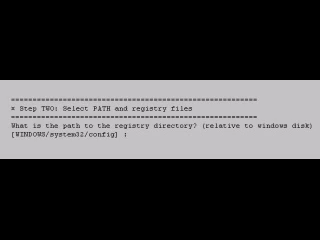 =========================================================
¤ Step TWO: Select PATH and registry files
=========================================================
What is the path to the registry directory? (relative to windows disk)
[WINDOWS/system32/config] :